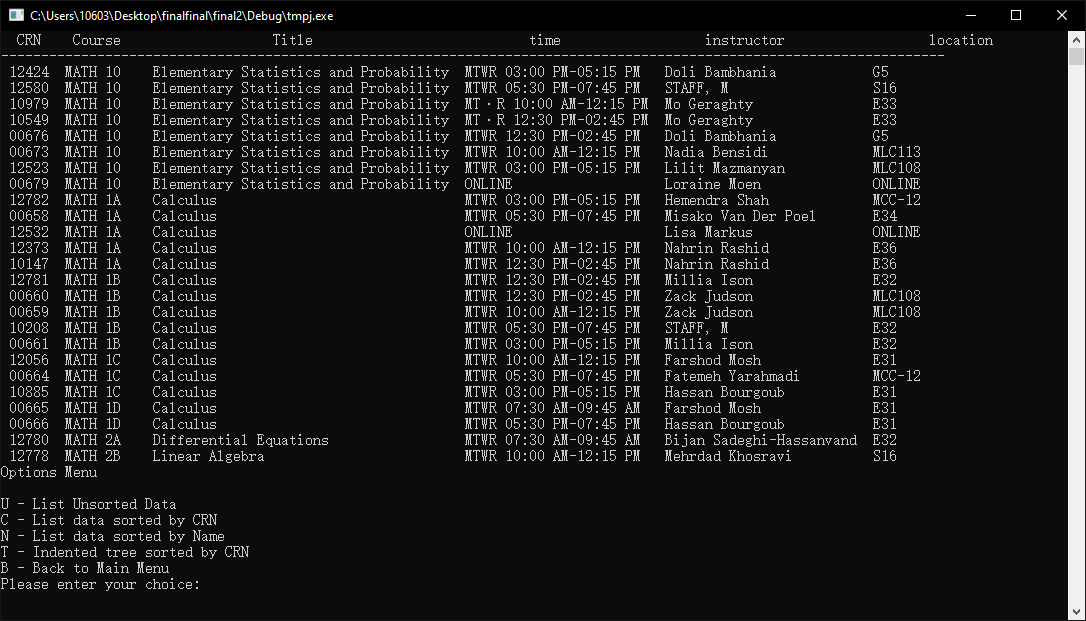 C:\Users\10603\Desktop\finalfinal\final2\Debug\tmpj.exe
CRN Course Title time instructor location
---------------------------------------------------------------------------------------------------------------------
12424 MATH 10 Elementary Statistics and Probability MTWR 03:00 PM-05:15 PM Doli Bambhania G5
12580 MATH 10 Elementary Statistics and Probability MTWR 05:30 PM-07:45 PM STAFF, M S16
10979 MATH 10 Elementary Statistics and Probability MT·R 10:00 AM-12:15 PM Mo Geraghty E33
10549 MATH 10 Elementary Statistics and Probability MT·R 12:30 PM-02:45 PM Mo Geraghty E33
00676 MATH 10 Elementary Statistics and Probability MTWR 12:30 PM-02:45 PM Doli Bambhania G5
00673 MATH 10 Elementary Statistics and Probability MTWR 10:00 AM-12:15 PM Nadia Bensidi MLC113
12523 MATH 10 Elementary Statistics and Probability MTWR 03:00 PM-05:15 PM Lilit Mazmanyan MLC108
00679 MATH 10 Elementary Statistics and Probability ONLINE Loraine Moen ONLINE
12782 MATH 1A Calculus MTWR 03:00 PM-05:15 PM Hemendra Shah MCC-12
00658 MATH 1A Calculus MTWR 05:30 PM-07:45 PM Misako Van Der Poel E34
12532 MATH 1A Calculus ONLINE Lisa Markus ONLINE
12373 MATH 1A Calculus MTWR 10:00 AM-12:15 PM Nahrin Rashid E36
10147 MATH 1A Calculus MTWR 12:30 PM-02:45 PM Nahrin Rashid E36
12781 MATH 1B Calculus MTWR 12:30 PM-02:45 PM Millia Ison E32
00660 MATH 1B Calculus MTWR 12:30 PM-02:45 PM Zack Judson MLC108
00659 MATH 1B Calculus MTWR 10:00 AM-12:15 PM Zack Judson MLC108
10208 MATH 1B Calculus MTWR 05:30 PM-07:45 PM STAFF, M E32
00661 MATH 1B Calculus MTWR 03:00 PM-05:15 PM Millia Ison E32
12056 MATH 1C Calculus MTWR 10:00 AM-12:15 PM Farshod Mosh E31
00664 MATH 1C Calculus MTWR 05:30 PM-07:45 PM Fatemeh Yarahmadi MCC-12
10885 MATH 1C Calculus MTWR 03:00 PM-05:15 PM Hassan Bourgoub E31
00665 MATH 1D Calculus MTWR 07:30 AM-09:45 AM Farshod Mosh E31
00666 MATH 1D Calculus MTWR 05:30 PM-07:45 PM Hassan Bourgoub E31
12780 MATH 2A Differential Equations MTWR 07:30 AM-09:45 AM Bijan Sadeghi-Hassanvand E32
12778 MATH 2B Linear Algebra MTWR 10:00 AM-12:15 PM Mehrdad Khosravi S16
Options Menu
U - List Unsorted Data
C - List data sorted by CRN
N - List data sorted by Name
T - Indented tree sorted by CRN
B - Back to Main Menu
Please enter your choice: